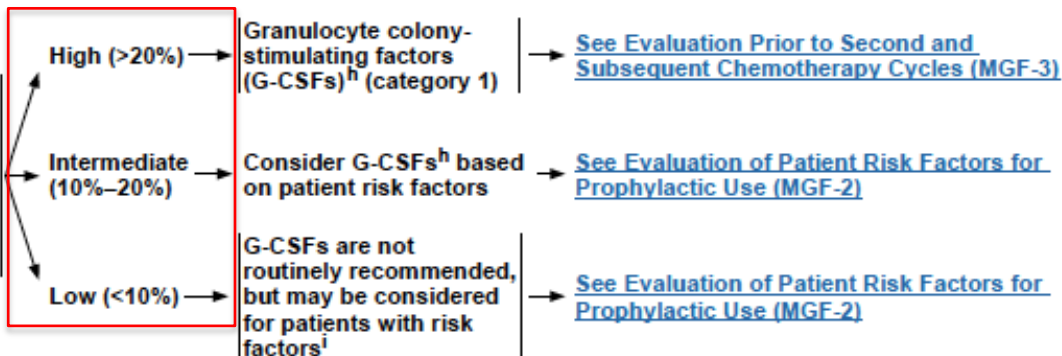 High (>20%)
Granulocyte colony-
stimulating factors
(G-CSFs)h (category 1)
See Evaluation Prior to Second and
Subsequent Chemotherapy Cycles (MGF-3)
Intermediate
(10%–20%)
Consider G-CSFsh based
on patient risk factors
See Evaluation of Patient Risk Factors for
Prophylactic Use (MGF-2)
Low (<10%)
G-CSFs are not
routinely recommended,
but may be considered
for patients with risk
factorsi
See Evaluation of Patient Risk Factors for
Prophylactic Use (MGF-2)